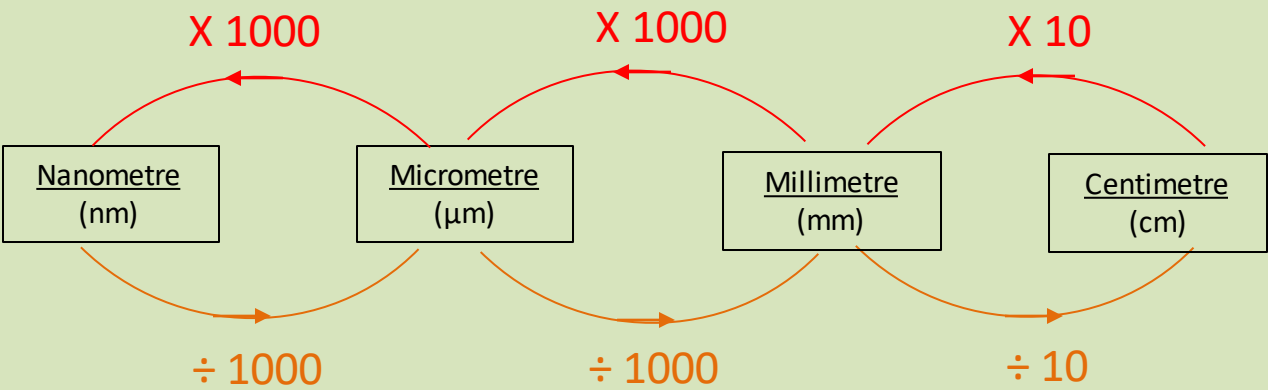 X 1000
X 1000
X 10
Nanometre
(nm)
Micrometre
(µm)
Millimetre
(mm)
Centimetre
(cm)
÷ 1000
÷ 1000
÷ 10